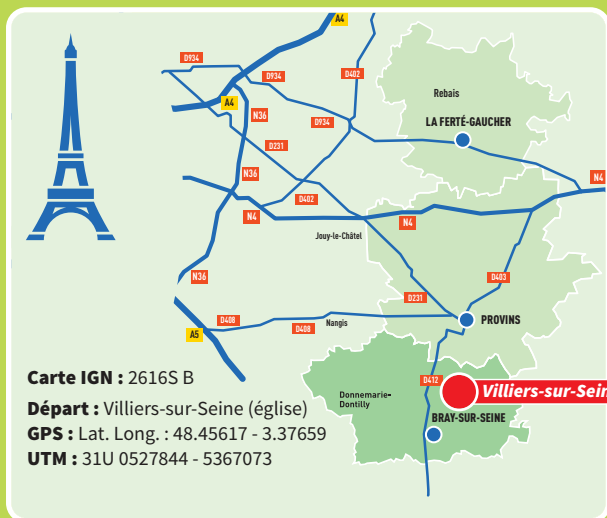 A4
D934
D934
D402
A4
N36
D934
D231
Rebais
LA FERTÉ-GAUCHER
N36
N4
D402
N4
N4
Jouy-le-Châtel
N36
D403
D231
D408
D408
Nangis
PROVINS
A5
D412
Villiers-sur-Sein
Donnemarie-
Dontilly
BRAY-SUR-SEINE
Carte IGN : 2616S B
Départ : Villiers-sur-Seine (église)
GPS : Lat. Long. : 48.45617 - 3.37659
UTM : 31U 0527844 - 5367073